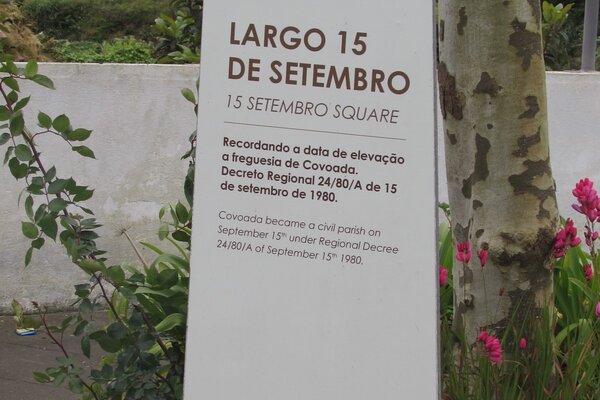 LARGO 15
DE SETEMBRO
15 SETEMBRO SQUARE
Recordando a data de elevação
a freguesia de Covoada.
Decreto Regional 24/80/A de 15
de setembro de 1980.
Covoada became a civil parish on
September 15th under Regional Decree
24/80/A of September 15th 1980.